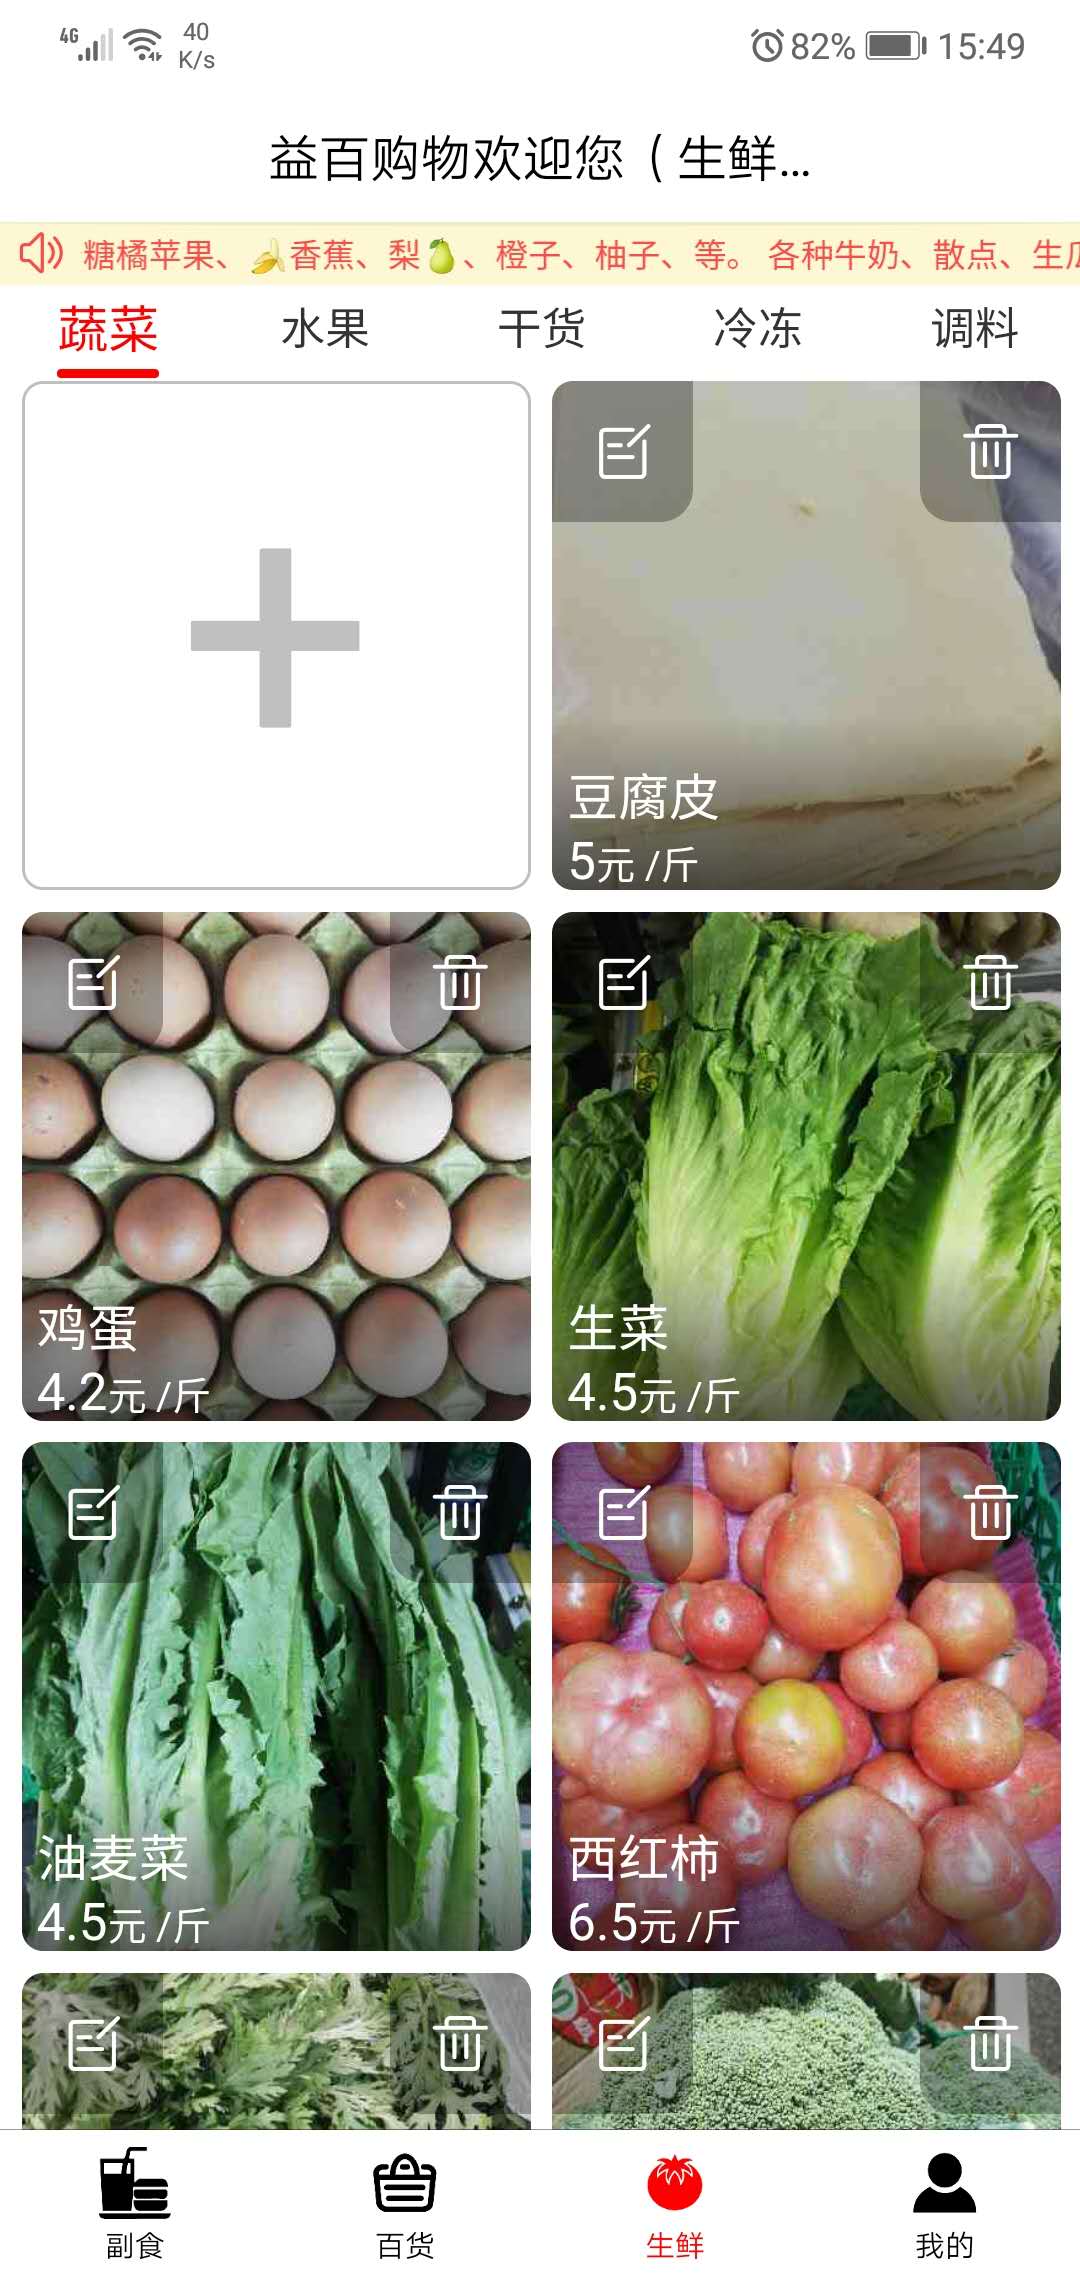 4G
40
K/s
82%
15:49
益百购物欢迎您（生鲜...
糖橘苹果、🍌香蕉、梨🍐、橙子、柚子、等。 各种牛奶、散点、生瓜
蔬菜 水果 干货 冷冻 调料
豆腐皮
5元 /斤
鸡蛋
4.2元 /斤
生菜
4.5元 /斤
油麦菜
4.5元 /斤
西红柿
6.5元 /斤
副食 百货 生鲜 我的